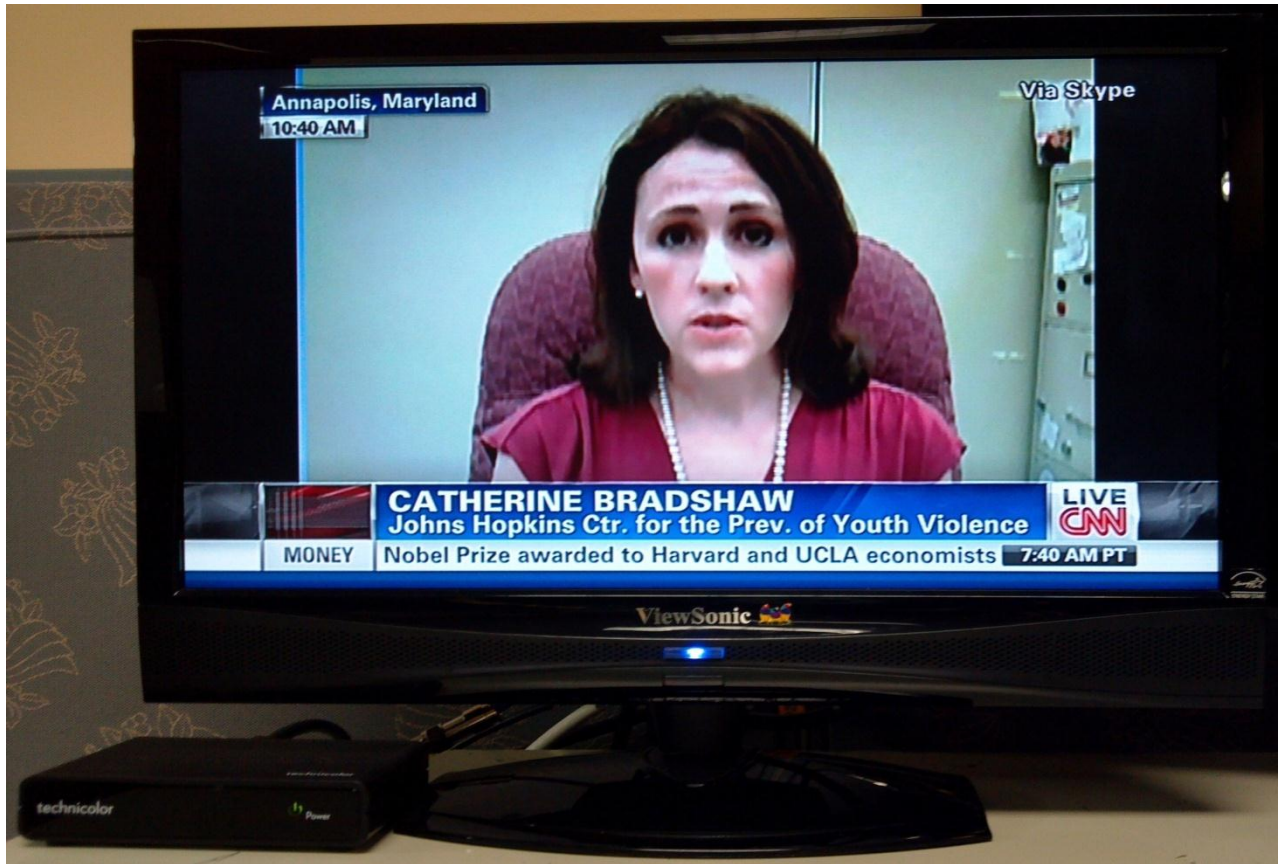 Annapolis, Maryland
10:40 AM
Via Skype
CATHERINE BRADSHAW
Johns Hopkins Ctr. for the Prev. of Youth Violence
LIVE
CNN
MONEY
Nobel Prize awarded to Harvard and UCLA economists
7:40 AM PT
ViewSonic
technicolor
technicolor
Power